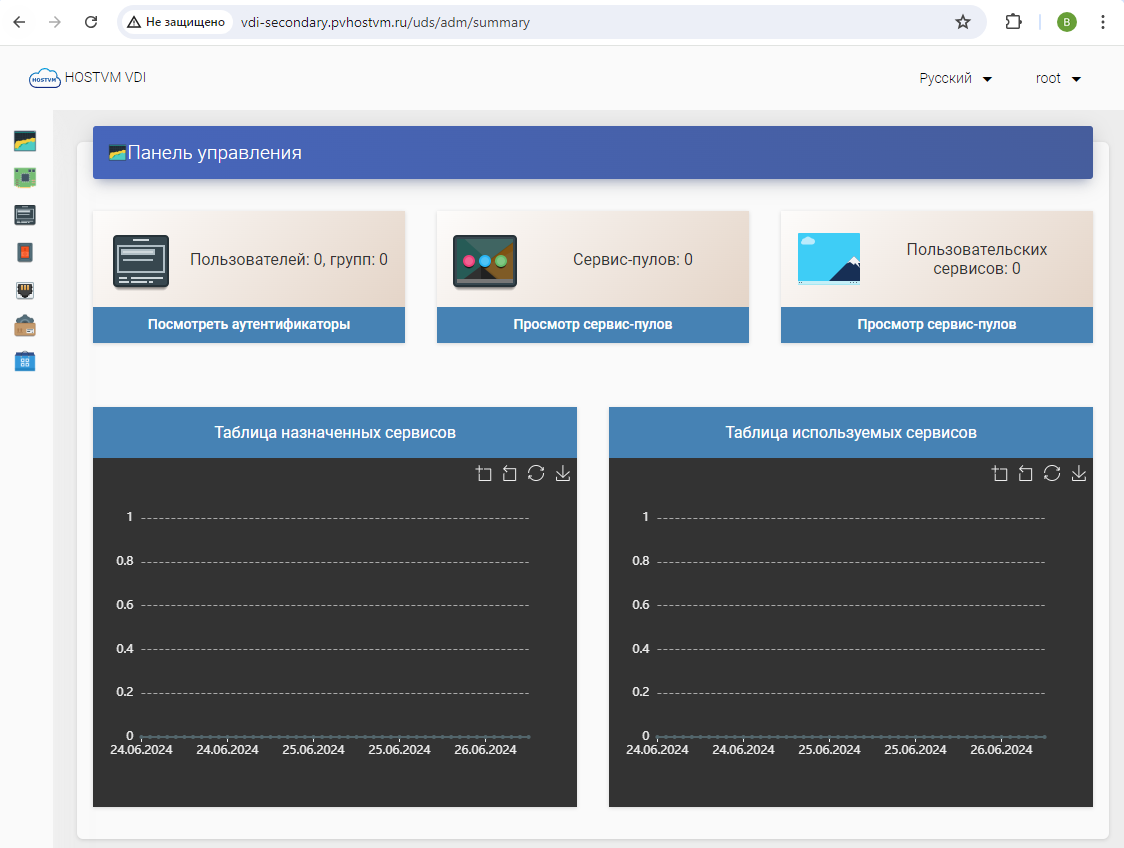 Не защищено
vdi-secondary.pvhostvm.ru/uds/adm/summary
B
HOSTVM
HOSTVM VDI
Русский
root
Панель управления
Пользователей: 0, групп: 0
Посмотреть аутентификаторы
Сервис-пулов: 0
Просмотр сервис-пулов
Пользовательских
сервисов: 0
Просмотр сервис-пулов
Таблица назначенных сервисов
1
0.8
0.6
0.4
0.2
0
24.06.2024 24.06.2024 25.06.2024 25.06.2024 26.06.2024
Таблица используемых сервисов
1
0.8
0.6
0.4
0.2
0
24.06.2024 24.06.2024 25.06.2024 25.06.2024 26.06.2024